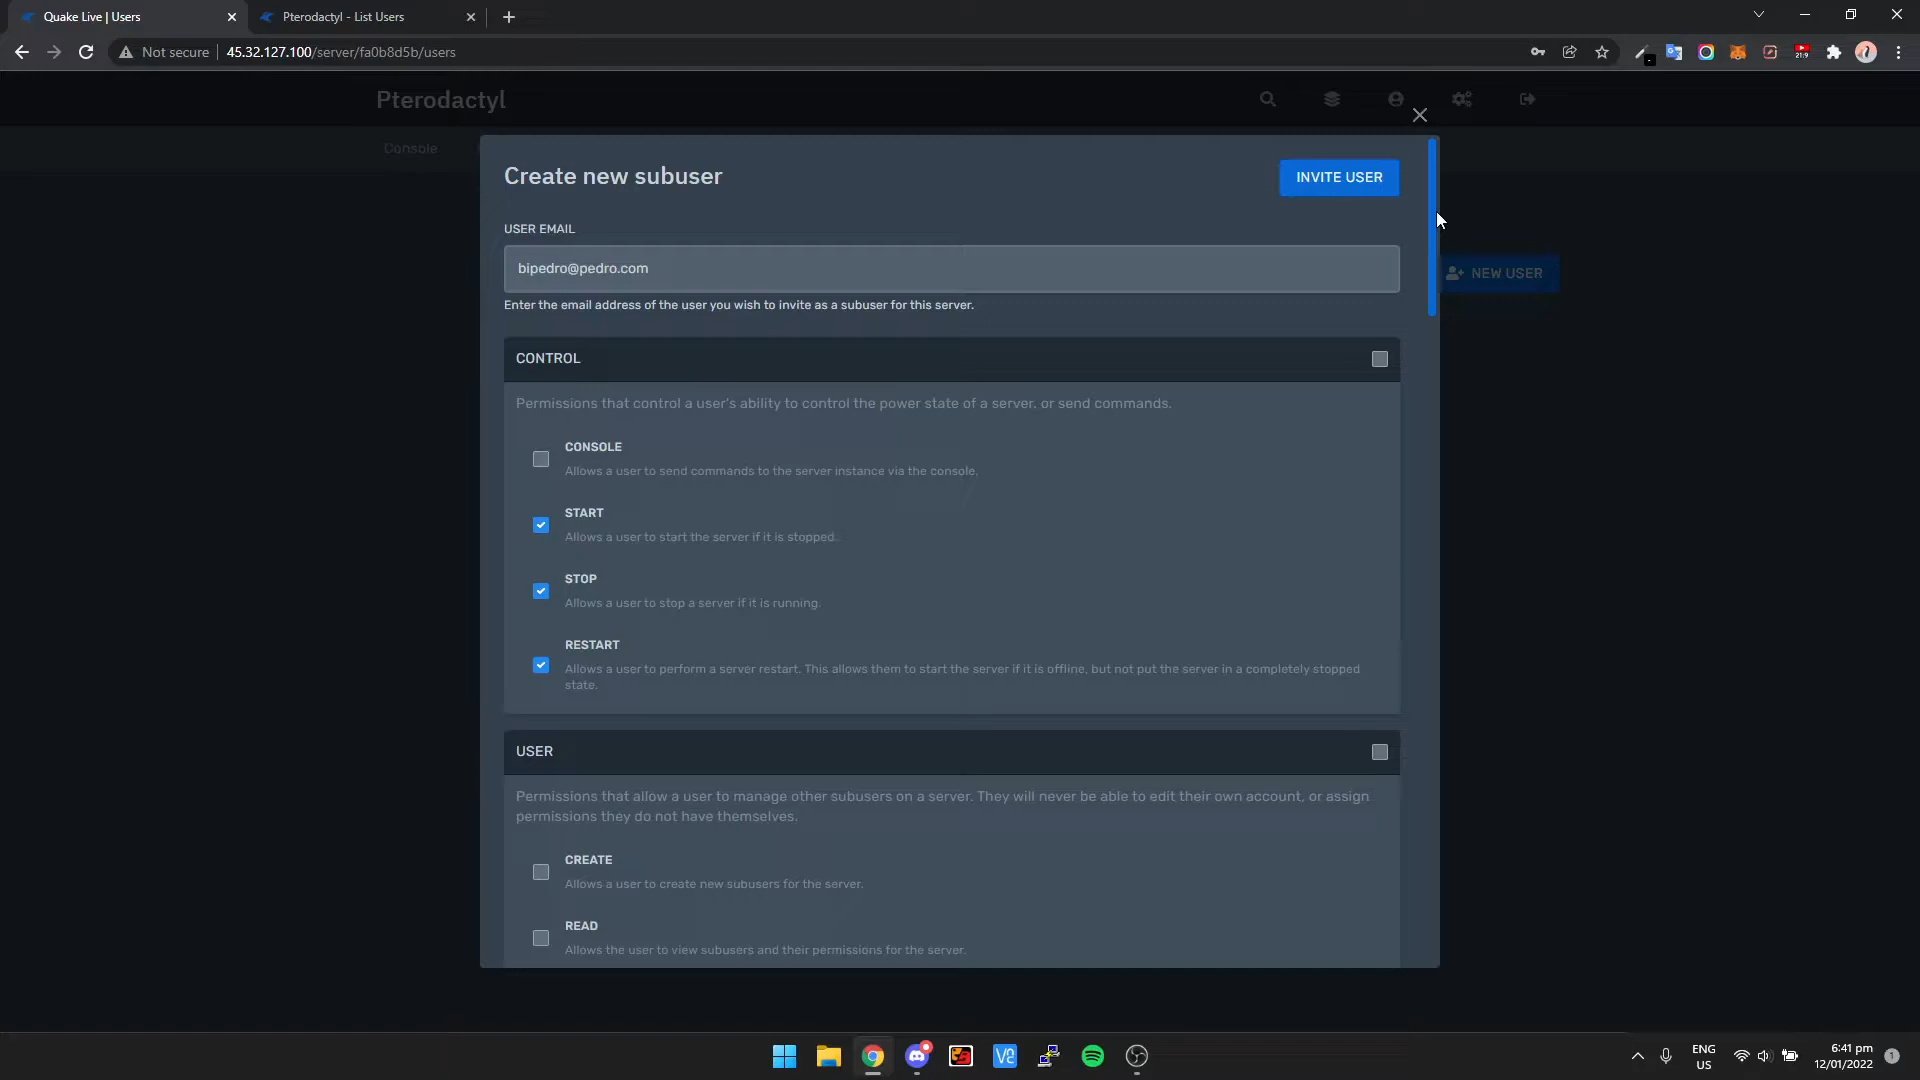 Quake Live | Users
Pterodactyl - List Users
Not secure
45.32.127.100/server/fa0b8d5b/users
21:9
Pterodactyl
Console
Create new subuser
INVITE USER
USER EMAIL
bipedro@pedro.com
NEW USER
Enter the email address of the user you wish to invite as a subuser for this server.
CONTROL
Permissions that control a user's ability to control the power state of a server, or send commands.
CONSOLE
Allows a user to send commands to the server instance via the console.
START
Allows a user to start the server if it is stopped.
STOP
Allows a user to stop a server if it is running.
RESTART
Allows a user to perform a server restart. This allows them to start the server if it is offline, but not put the server in a completely stopped
state.
USER
Permissions that allow a user to manage other subusers on a server. They will never be able to edit their own account, or assign
permissions they do not have themselves.
CREATE
Allows a user to create new subusers for the server.
READ
Allows the user to view subusers and their permissions for the server.
ENG
US
6:41 pm
12/01/2022
1